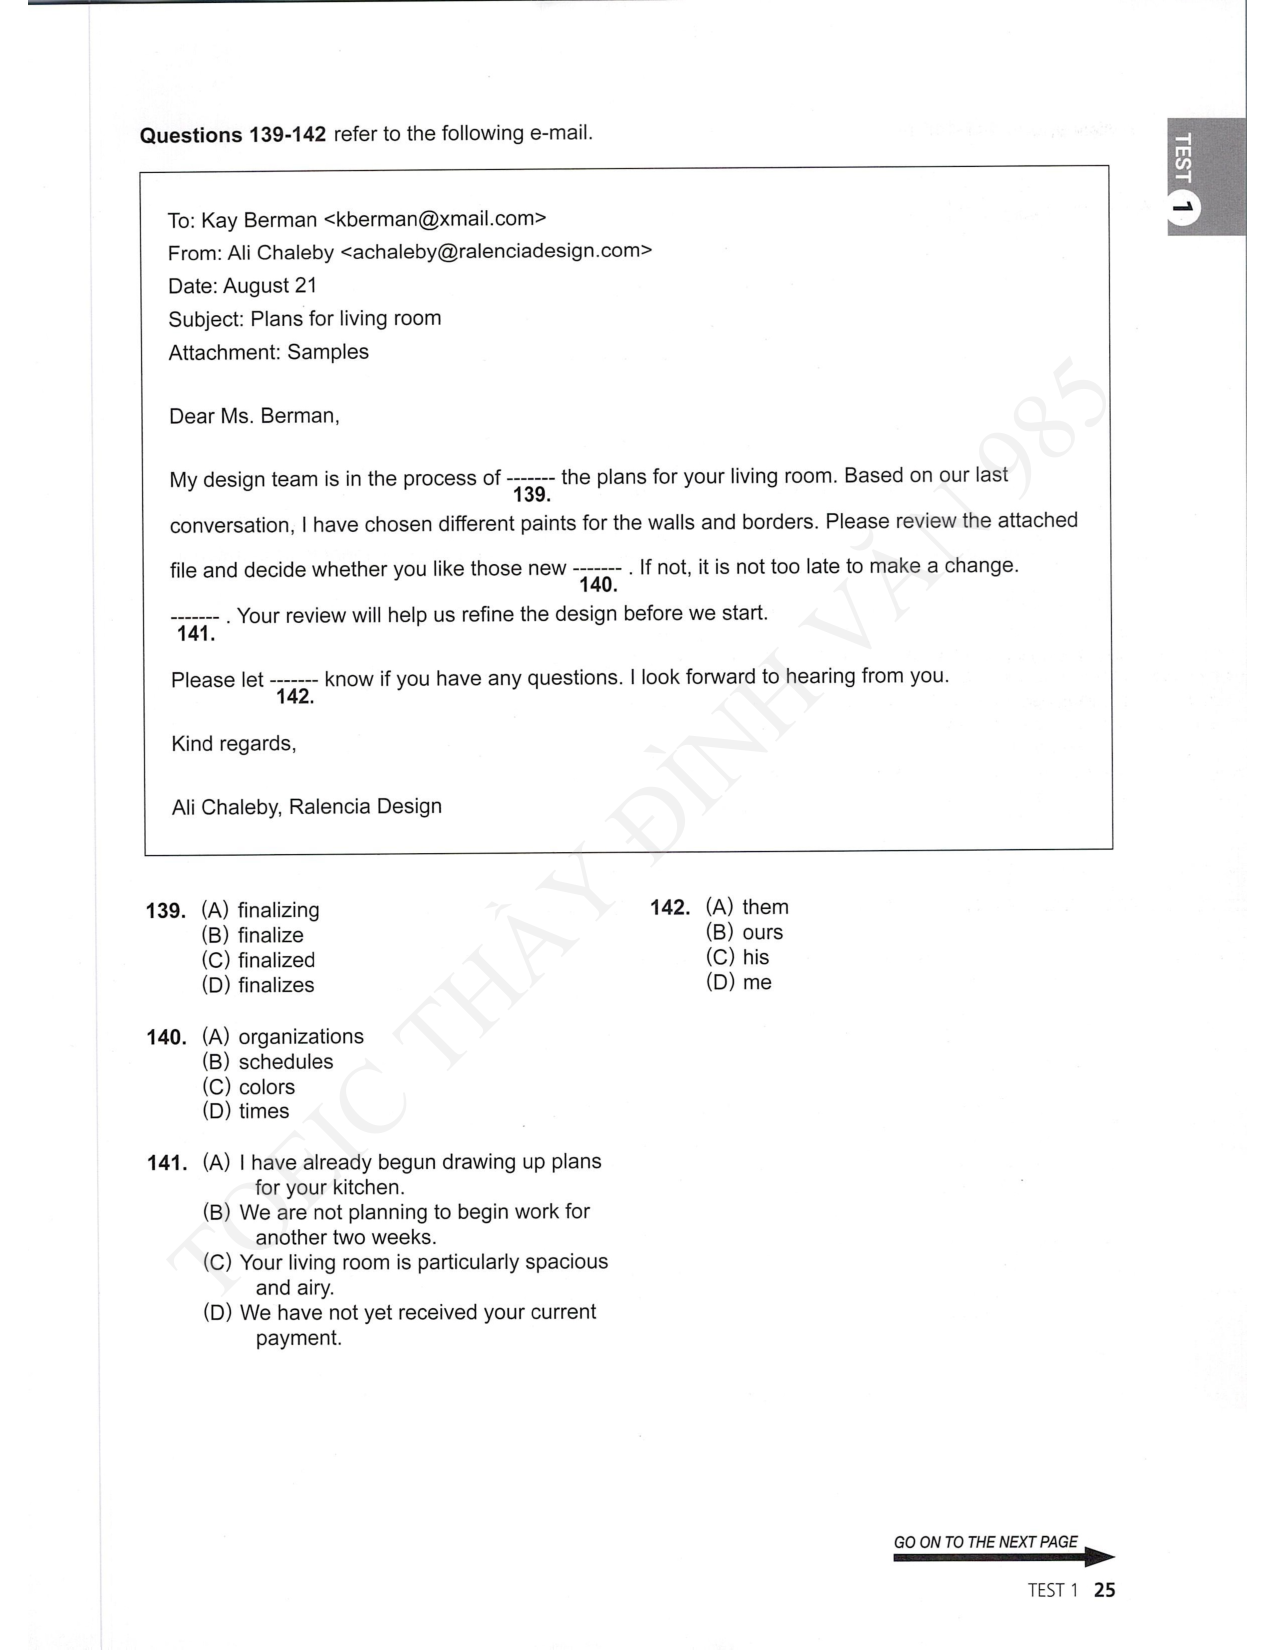 Questions 139-142 refer to the following e-mail.
TEST 1
To: Kay Berman <kberman@xmail.com>
From: Ali Chaleby <achaleby@ralenciadesign.com>
Date: August 21
Subject: Plans for living room
Attachment: Samples
Dear Ms. Berman,
My design team is in the process of ------- the plans for your living room. Based on our last
139.
conversation, I have chosen different paints for the walls and borders. Please review the attached
file and decide whether you like those new ------- . If not, it is not too late to make a change.
140.
------- . Your review will help us refine the design before we start.
141.
Please let ------- know if you have any questions. I look forward to hearing from you.
142.
Kind regards,
Ali Chaleby, Ralencia Design
139. (A) finalizing
(B) finalize
(C) finalized
(D) finalizes
140. (A) organizations
(B) schedules
(C) colors
(D) times
141. (A) I have already begun drawing up plans
for your kitchen.
(B) We are not planning to begin work for
another two weeks.
(C) Your living room is particularly spacious
and airy.
(D) We have not yet received your current
payment.
142. (A) them
(B) ours
(C) his
(D) me
TOEIC THẦY ĐÌNH VĂN 985
GO ON TO THE NEXT PAGE
TEST 1 25